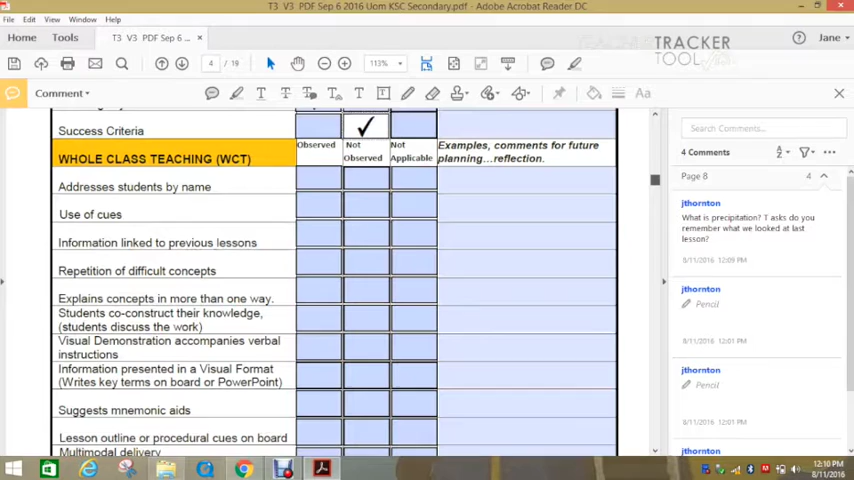 T3 V3 PDF Sep 6 2016 Uom KSC Secondary.pdf - Adobe Acrobat Reader DC
File Edit View Window Help
Home Tools T3 V3 PDF Sep 6 ... × Jane
TRACKER
TOOL
4 / 19 113%
Comment
Success Criteria ✓
WHOLE CLASS TEACHING (WCT)
Observed
Not
Observed
Not
Applicable
Examples, comments for future
planning…reflection.
Addresses students by name
Use of cues
Information linked to previous lessons
Repetition of difficult concepts
Explains concepts in more than one way.
Students co-construct their knowledge,
(students discuss the work)
Visual Demonstration accompanies verbal
instructions
Information presented in a Visual Format
(Writes key terms on board or PowerPoint)
Suggests mnemonic aids
Lesson outline or procedural cues on board
Multimodal delivery
Search Comments...
4 Comments
Page 8 4
jthornton
What is precipitation? T asks do you
remember what we looked at last
lesson?
8/11/2016 12:09 PM
jthornton
Pencil
8/11/2016 12:01 PM
jthornton
Pencil
8/11/2016 12:01 PM
jthornton
12:10 PM
8/11/2016